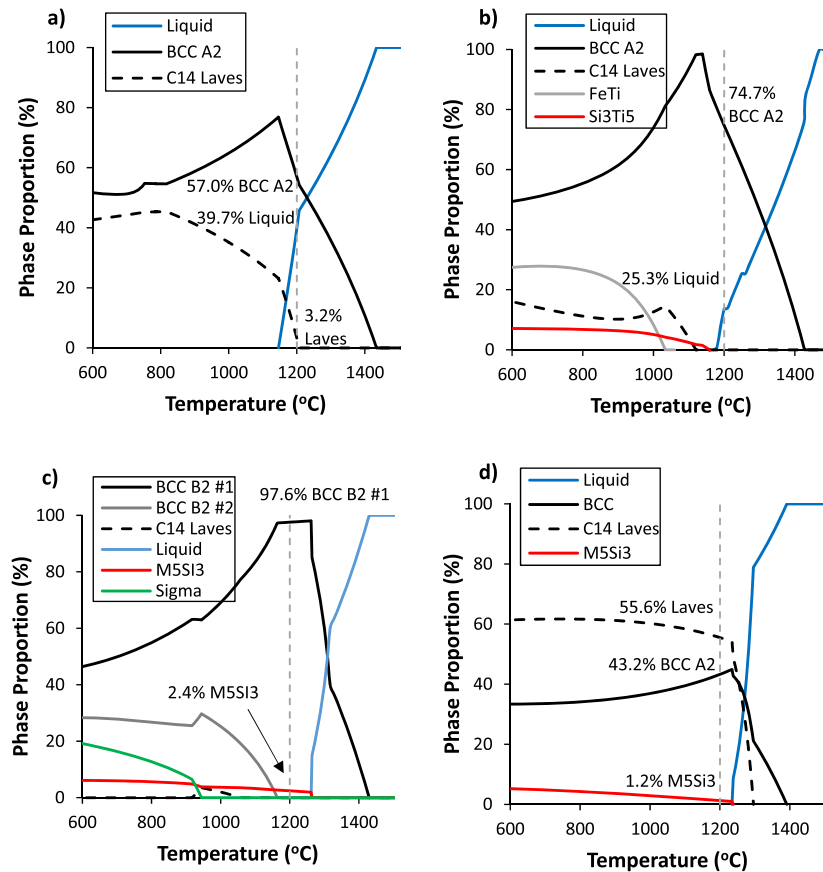 a)
Liquid
BCC A2
C14 Laves
100
80
60
40
20
0
57.0% BCC A2
39.7% Liquid
3.2%
Laves
600 800 1000 1200 1400
Phase Proportion (%)
Temperature (oC)
b)
Liquid
BCC A2
C14 Laves
FeTi
Si3Ti5
100
80
60
40
20
0
74.7%
BCC A2
25.3% Liquid
600 800 1000 1200 1400
Phase Proportion (%)
Temperature (oC)
c)
BCC B2 #1
BCC B2 #2
C14 Laves
Liquid
M5SI3
Sigma
97.6% BCC B2 #1
100
80
60
40
20
0
2.4% M5SI3
600 800 1000 1200 1400
Phase Proportion (%)
Temperature (oC)
d)
Liquid
BCC
C14 Laves
M5Si3
100
80
60
40
20
0
55.6% Laves
43.2% BCC A2
1.2% M5Si3
600 800 1000 1200 1400
Phase Proportion (%)
Temperature (oC)